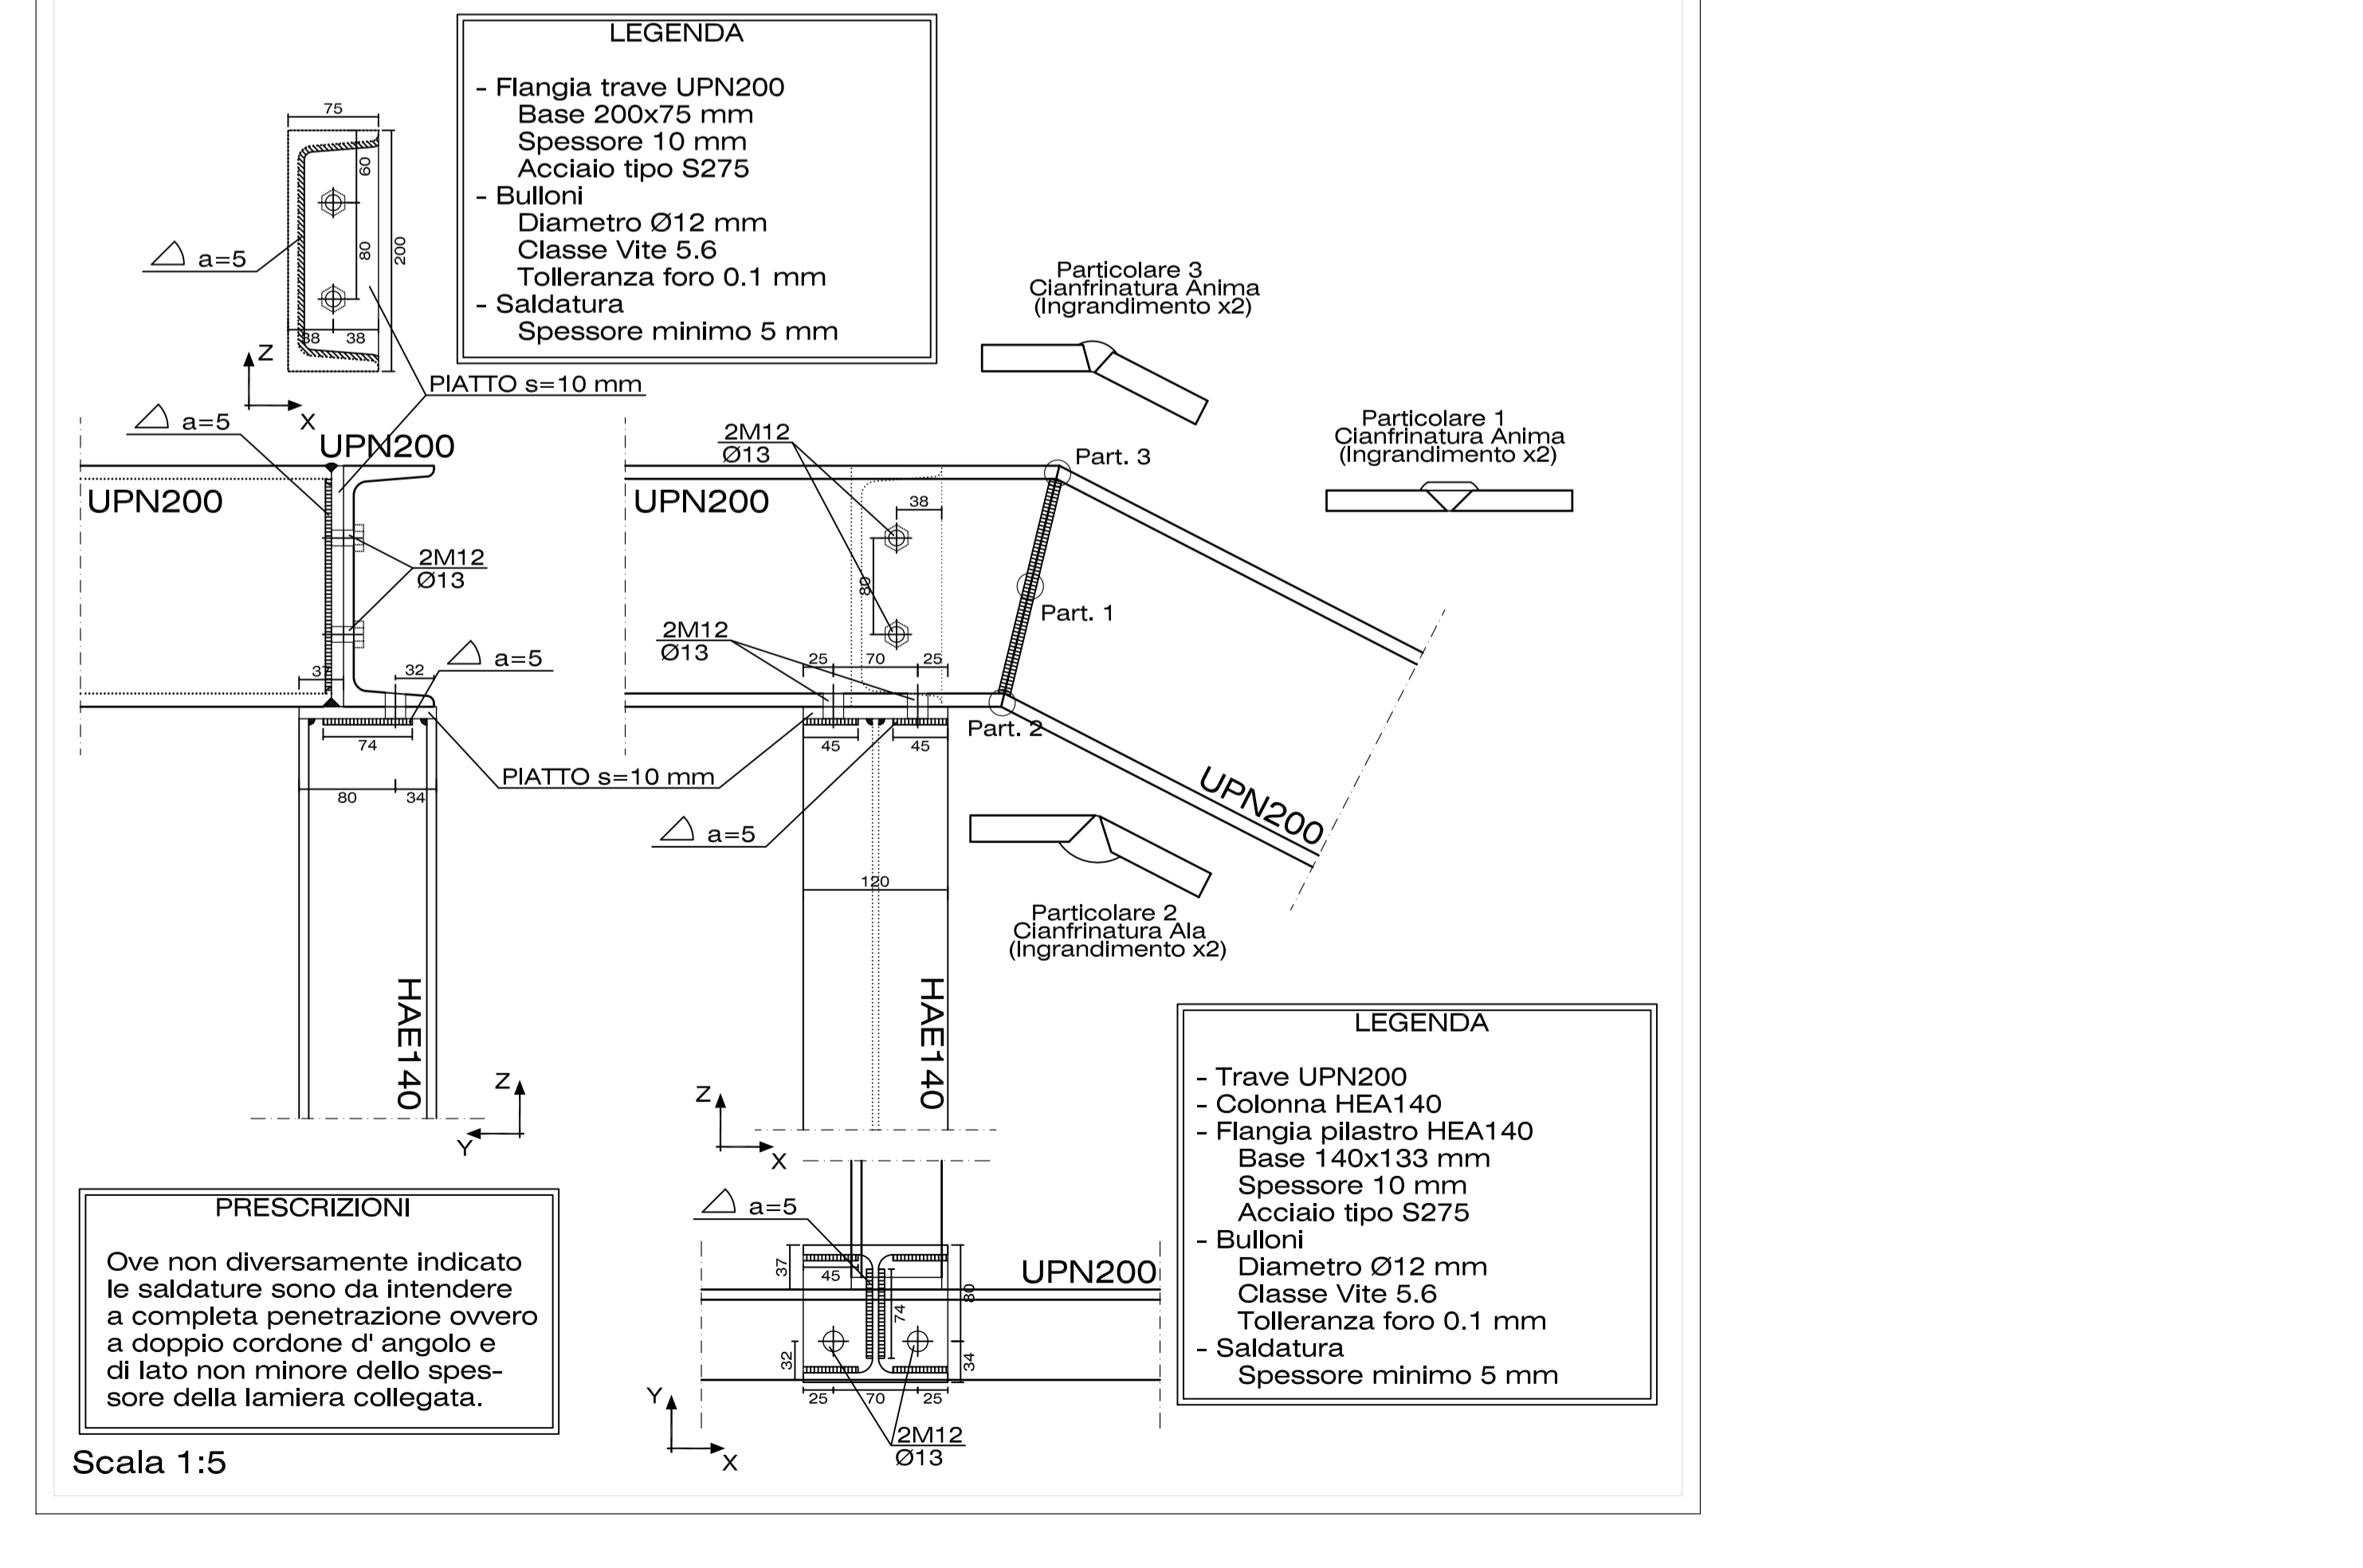 LEGENDA
- Flangia trave UPN200
Base 200x75 mm
Spessore 10 mm
Acciaio tipo S275
- Bulloni
Diametro Ø12 mm
Classe Vite 5.6
Tolleranza foro 0.1 mm
- Saldatura
Spessore minimo 5 mm
75
60
80
200
38
38
a=5
Z
X
PIATTO s=10 mm
a=5
UPN200
UPN200
2M12
Ø13
37
32
a=5
74
80
34
PIATTO s=10 mm
HAE140
Z
Y
2M12
Ø13
UPN200
38
80
2M12
Ø13
25
70
25
Part. 3
Part. 1
Part. 2
45
45
a=5
120
UPN200
HAE140
Z
X
Particolare 3
Cianfrinatura Anima
(Ingrandimento x2)
Particolare 1
Cianfrinatura Anima
(Ingrandimento x2)
Particolare 2
Cianfrinatura Ala
(Ingrandimento x2)
a=5
37
45
74
80
32
34
25
70
25
UPN200
2M12
Ø13
Y
X
LEGENDA
- Trave UPN200
- Colonna HEA140
- Flangia pilastro HEA140
Base 140x133 mm
Spessore 10 mm
Acciaio tipo S275
- Bulloni
Diametro Ø12 mm
Classe Vite 5.6
Tolleranza foro 0.1 mm
- Saldatura
Spessore minimo 5 mm
PRESCRIZIONI
Ove non diversamente indicato
le saldature sono da intendere
a completa penetrazione ovvero
a doppio cordone d' angolo e
di lato non minore dello spes-
sore della lamiera collegata.
Scala 1:5